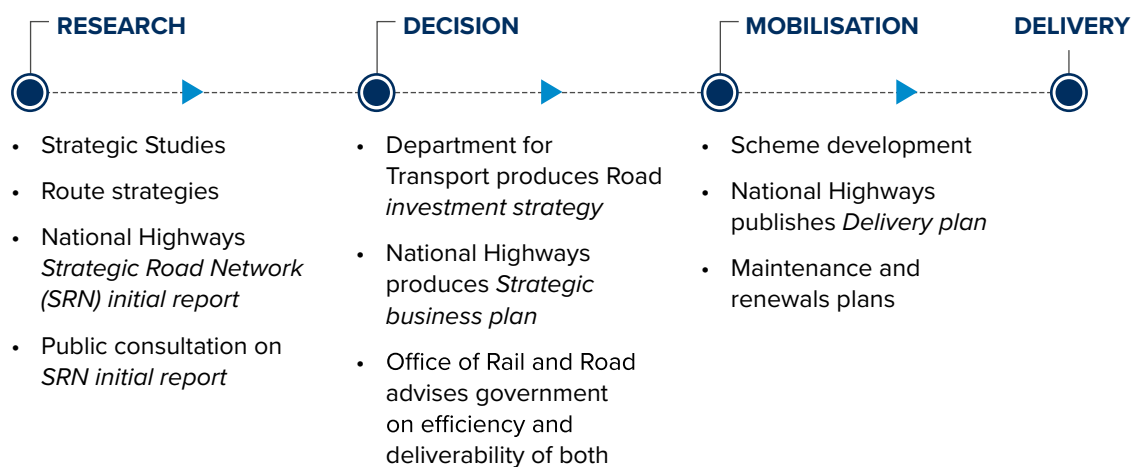 RESEARCH
DECISION
MOBILISATION
DELIVERY
• Strategic Studies
• Route strategies
• National Highways
Strategic Road Network
(SRN) initial report
• Public consultation on
SRN initial report
• Department for
Transport produces Road
investment strategy
• National Highways
produces Strategic
business plan
• Office of Rail and Road
advises government
on efficiency and
deliverability of both
• Scheme development
• National Highways
publishes Delivery plan
• Maintenance and
renewals plans